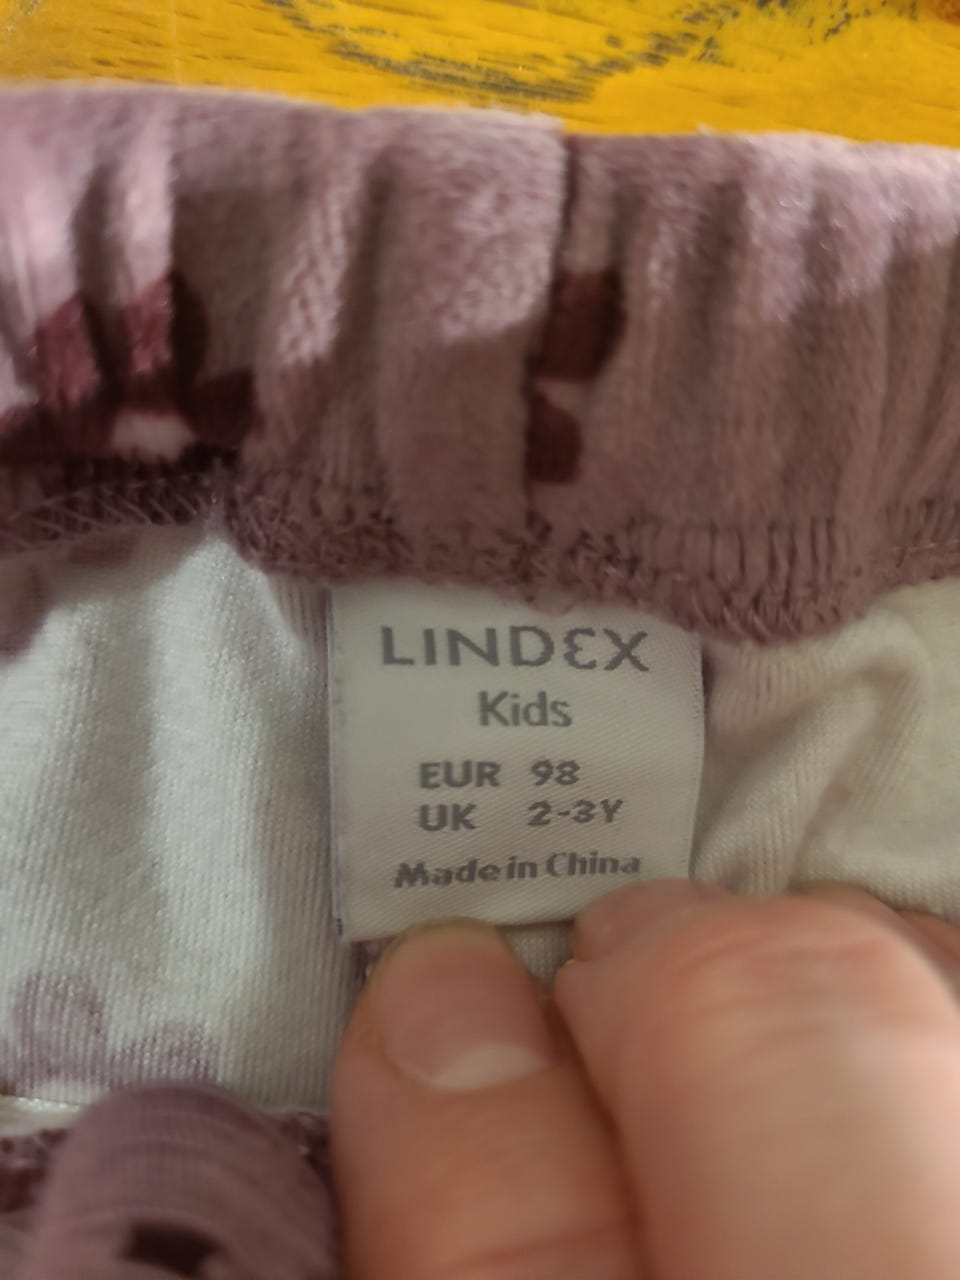 LINDEX
Kids
EUR 98
UK 2-3Y
Made in China